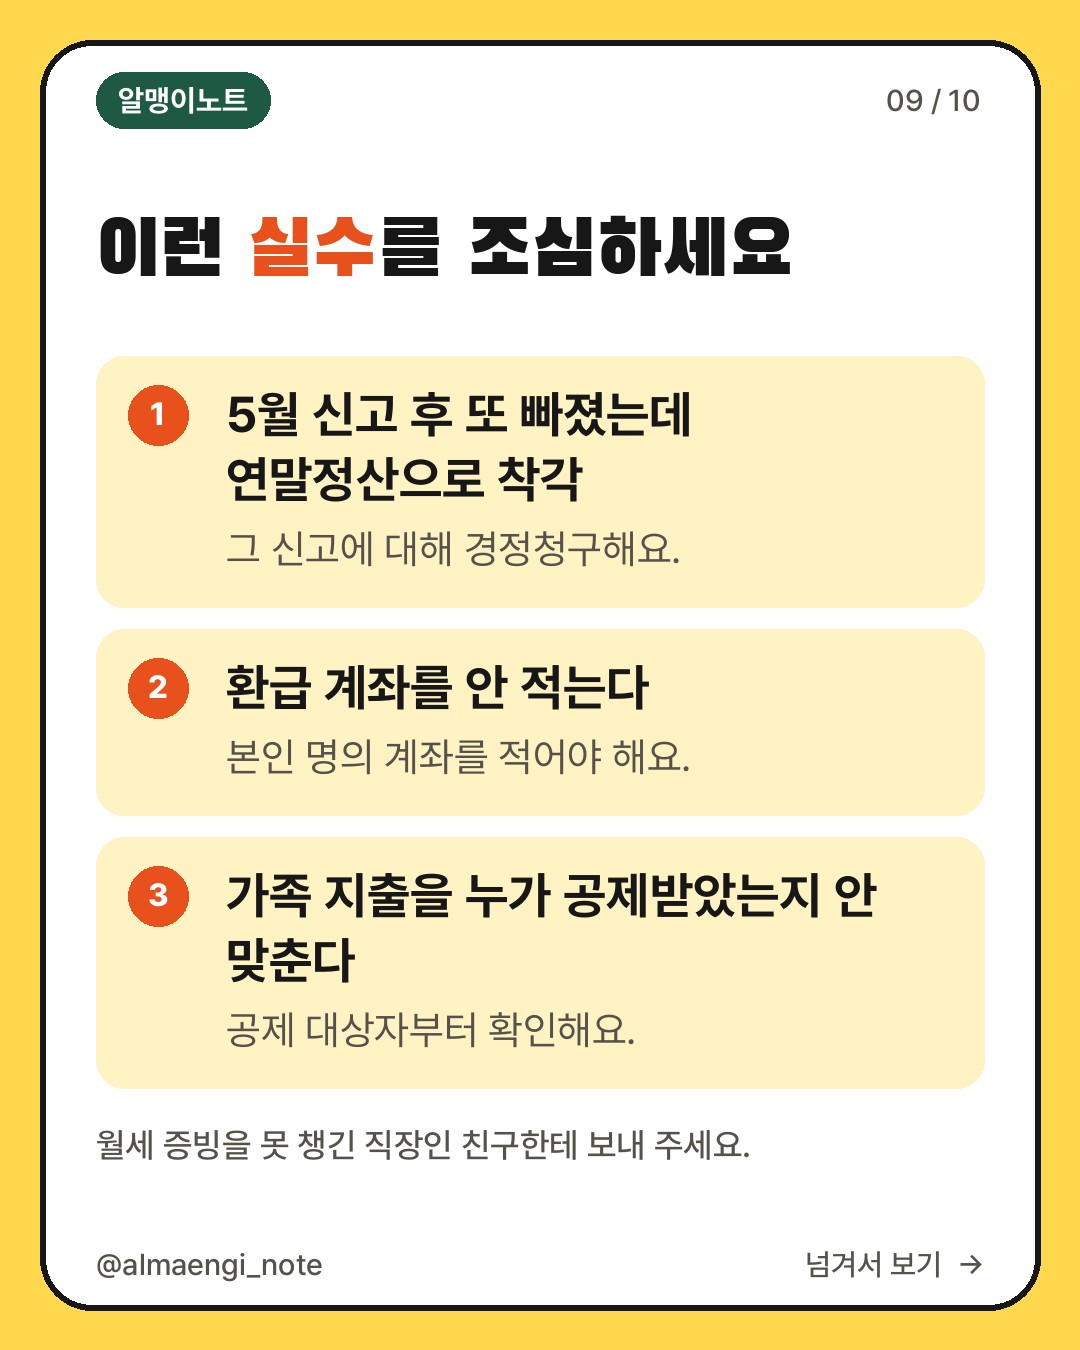 알맹이노트
09 / 10
이런 실수를 조심하세요
1
5월 신고 후 또 빠졌는데
연말정산으로 착각
그 신고에 대해 경정청구해요.
2
환급 계좌를 안 적는다
본인 명의 계좌를 적어야 해요.
3
가족 지출을 누가 공제받았는지 안
맞춘다
공제 대상자부터 확인해요.
월세 증빙을 못 챙긴 직장인 친구한테 보내 주세요.
@almaengi_note
넘겨서 보기 →